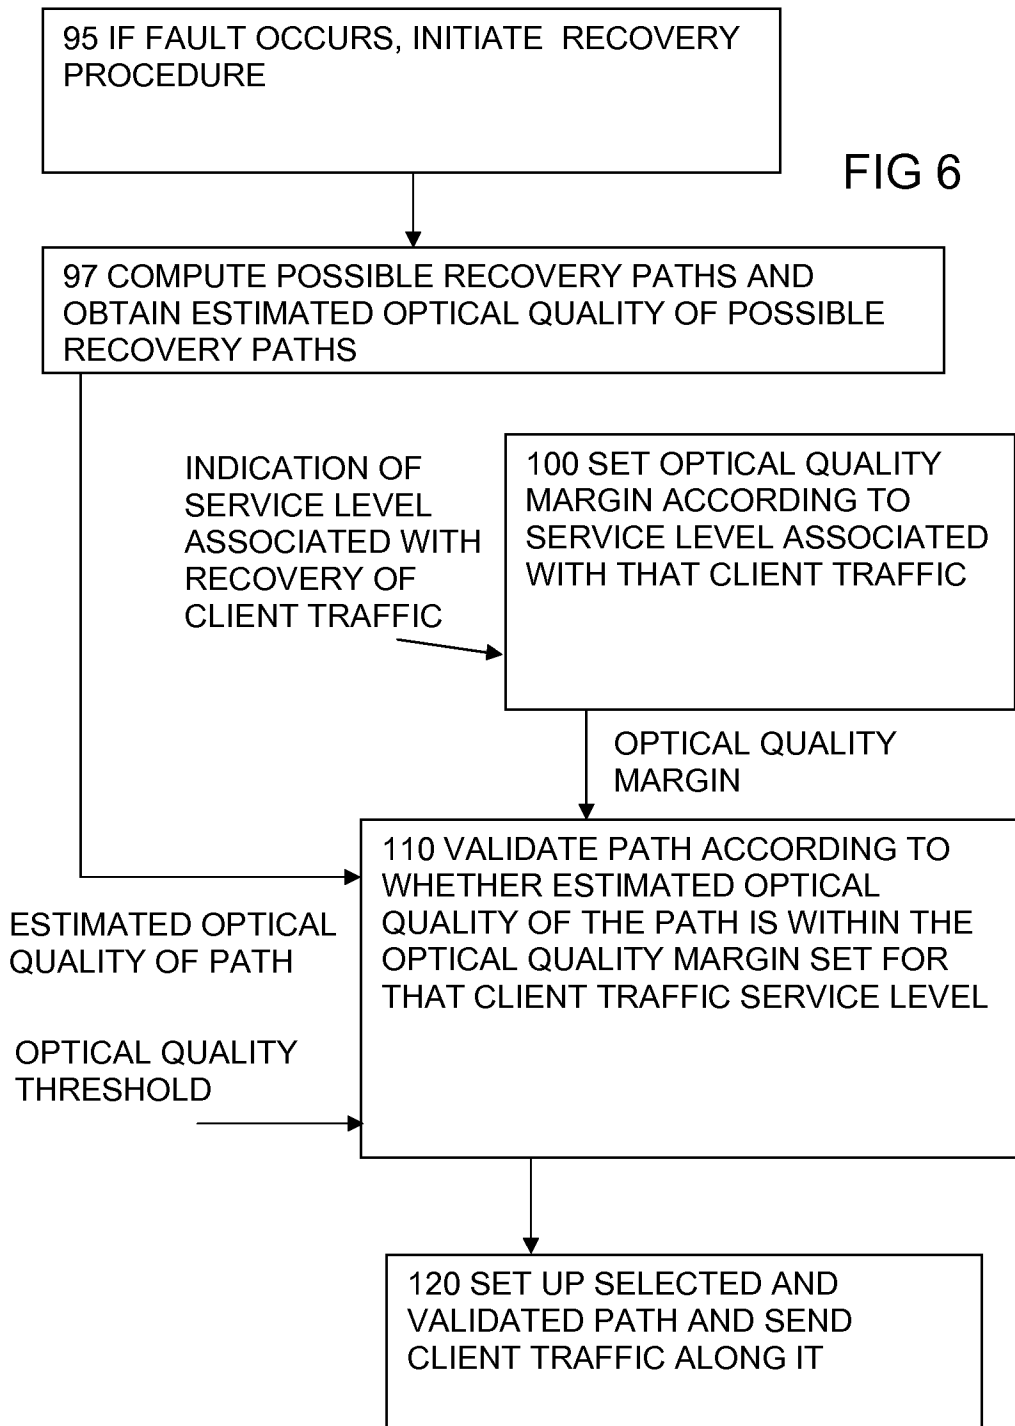 95 IF FAULT OCCURS, INITIATE RECOVERY
PROCEDURE
FIG 6
97 COMPUTE POSSIBLE RECOVERY PATHS AND
OBTAIN ESTIMATED OPTICAL QUALITY OF POSSIBLE
RECOVERY PATHS
INDICATION OF
SERVICE LEVEL
ASSOCIATED WITH
RECOVERY OF
CLIENT TRAFFIC
100 SET OPTICAL QUALITY
MARGIN ACCORDING TO
SERVICE LEVEL ASSOCIATED
WITH THAT CLIENT TRAFFIC
OPTICAL QUALITY
MARGIN
110 VALIDATE PATH ACCORDING TO
WHETHER ESTIMATED OPTICAL
QUALITY OF THE PATH IS WITHIN THE
OPTICAL QUALITY MARGIN SET FOR
THAT CLIENT TRAFFIC SERVICE LEVEL
ESTIMATED OPTICAL
QUALITY OF PATH
OPTICAL QUALITY
THRESHOLD
120 SET UP SELECTED AND
VALIDATED PATH AND SEND
CLIENT TRAFFIC ALONG IT